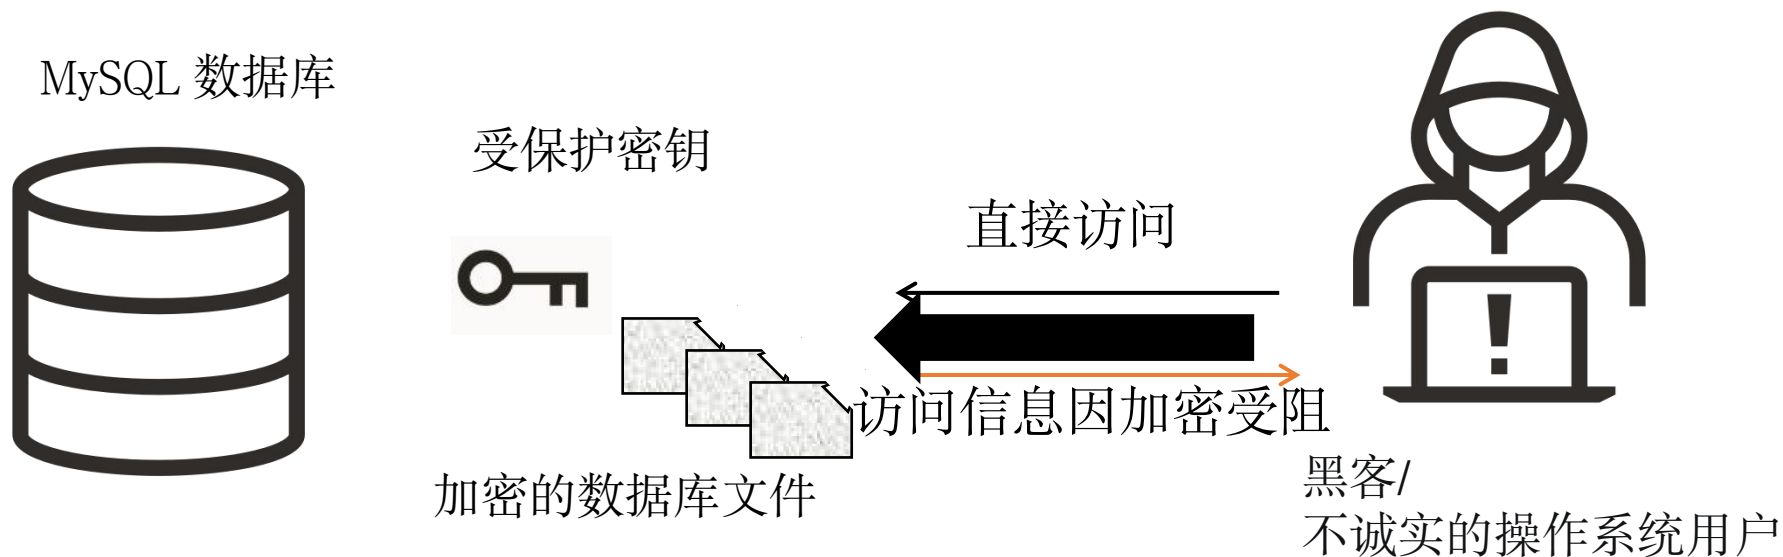 MySQL 数据库
受保护密钥
直接访问
访问信息因加密受阻
加密的数据库文件
黑客/
不诚实的操作系统用户